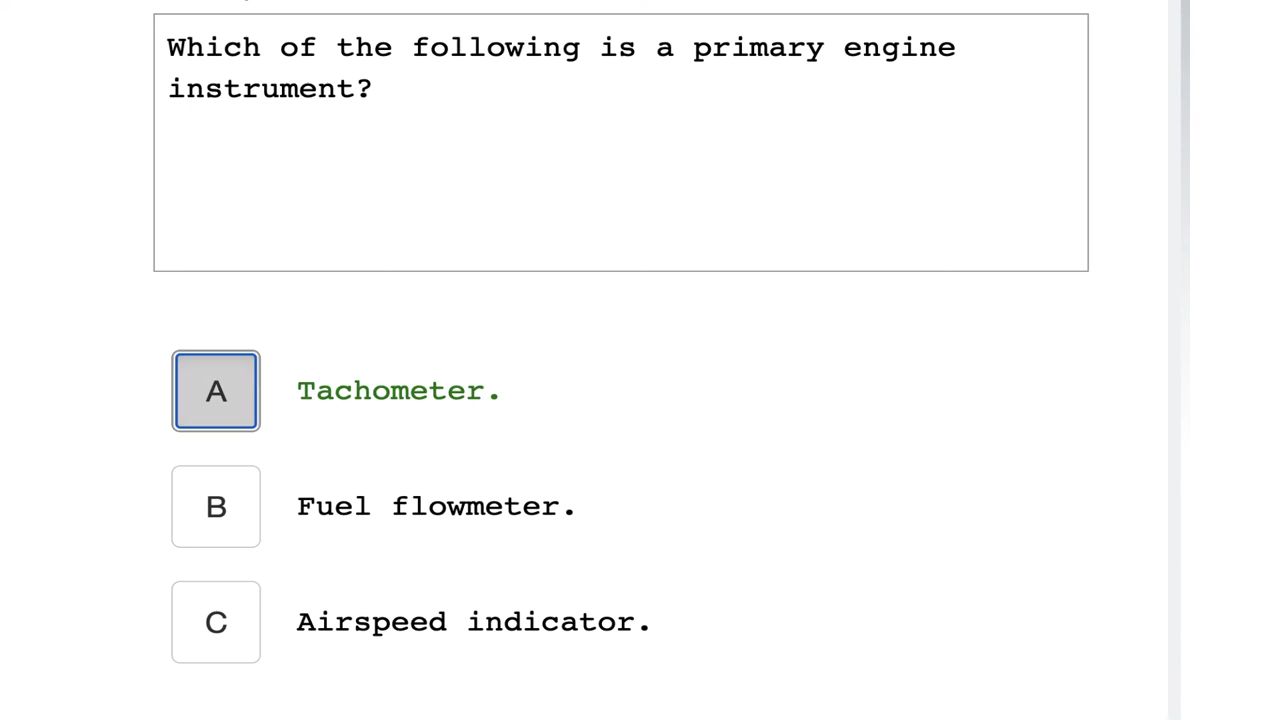 Which of the following is a primary engine
instrument?
A Tachometer.
B Fuel flowmeter.
C Airspeed indicator.